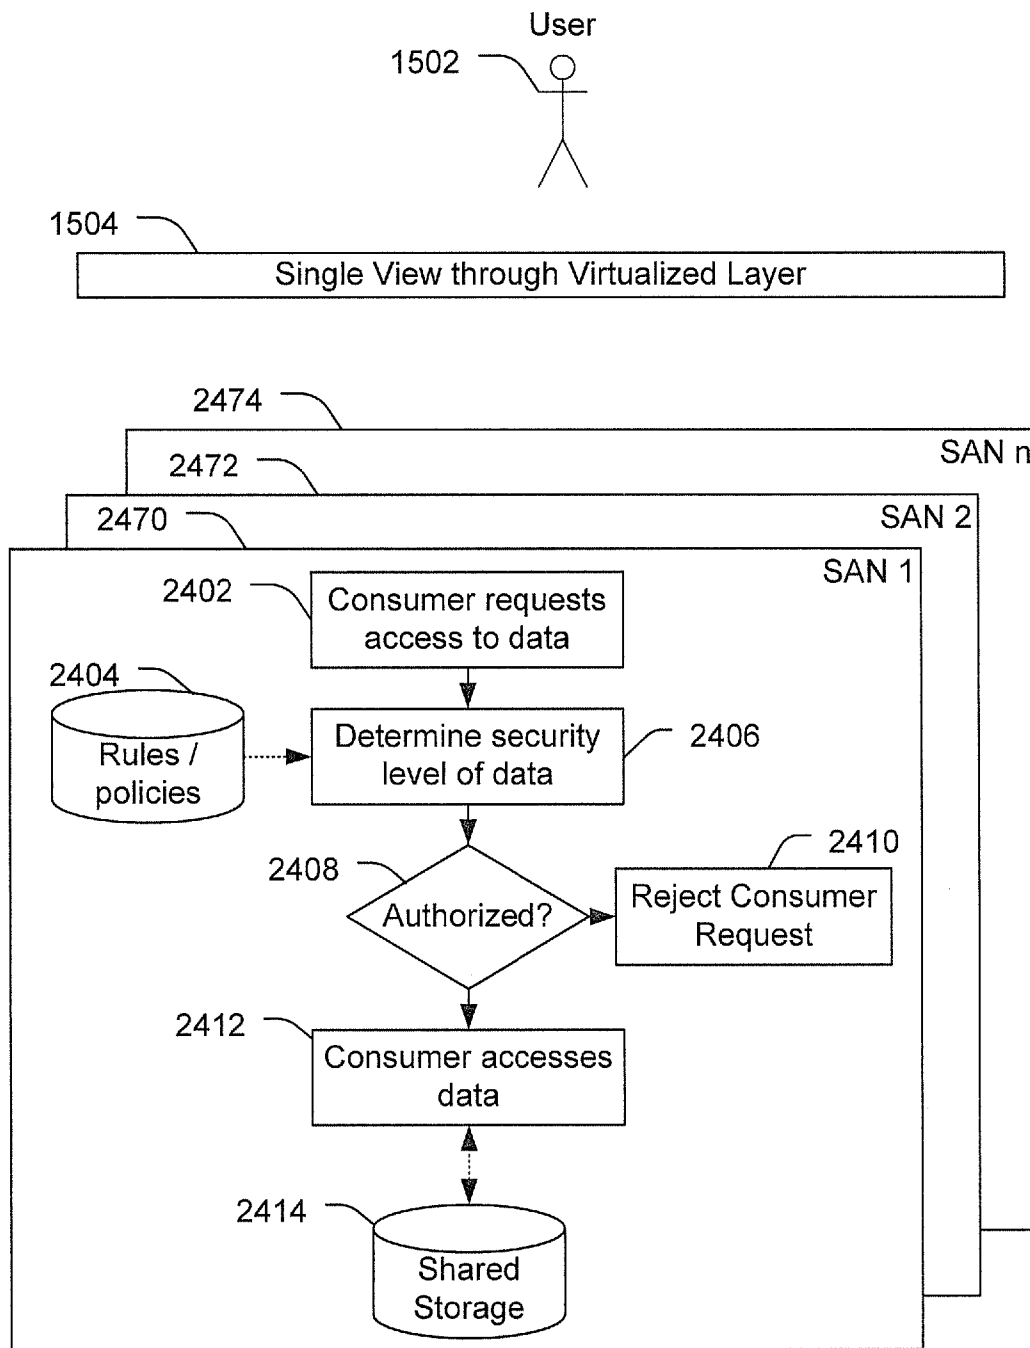 User
1502
1504
Single View through Virtualized Layer
2474
SAN n
2472
SAN 2
2470
SAN 1
2402
Consumer requests
access to data
2404
Rules /
policies
Determine security
level of data
2406
2408
Authorized?
2410
Reject Consumer
Request
2412
Consumer accesses
data
2414
Shared
Storage